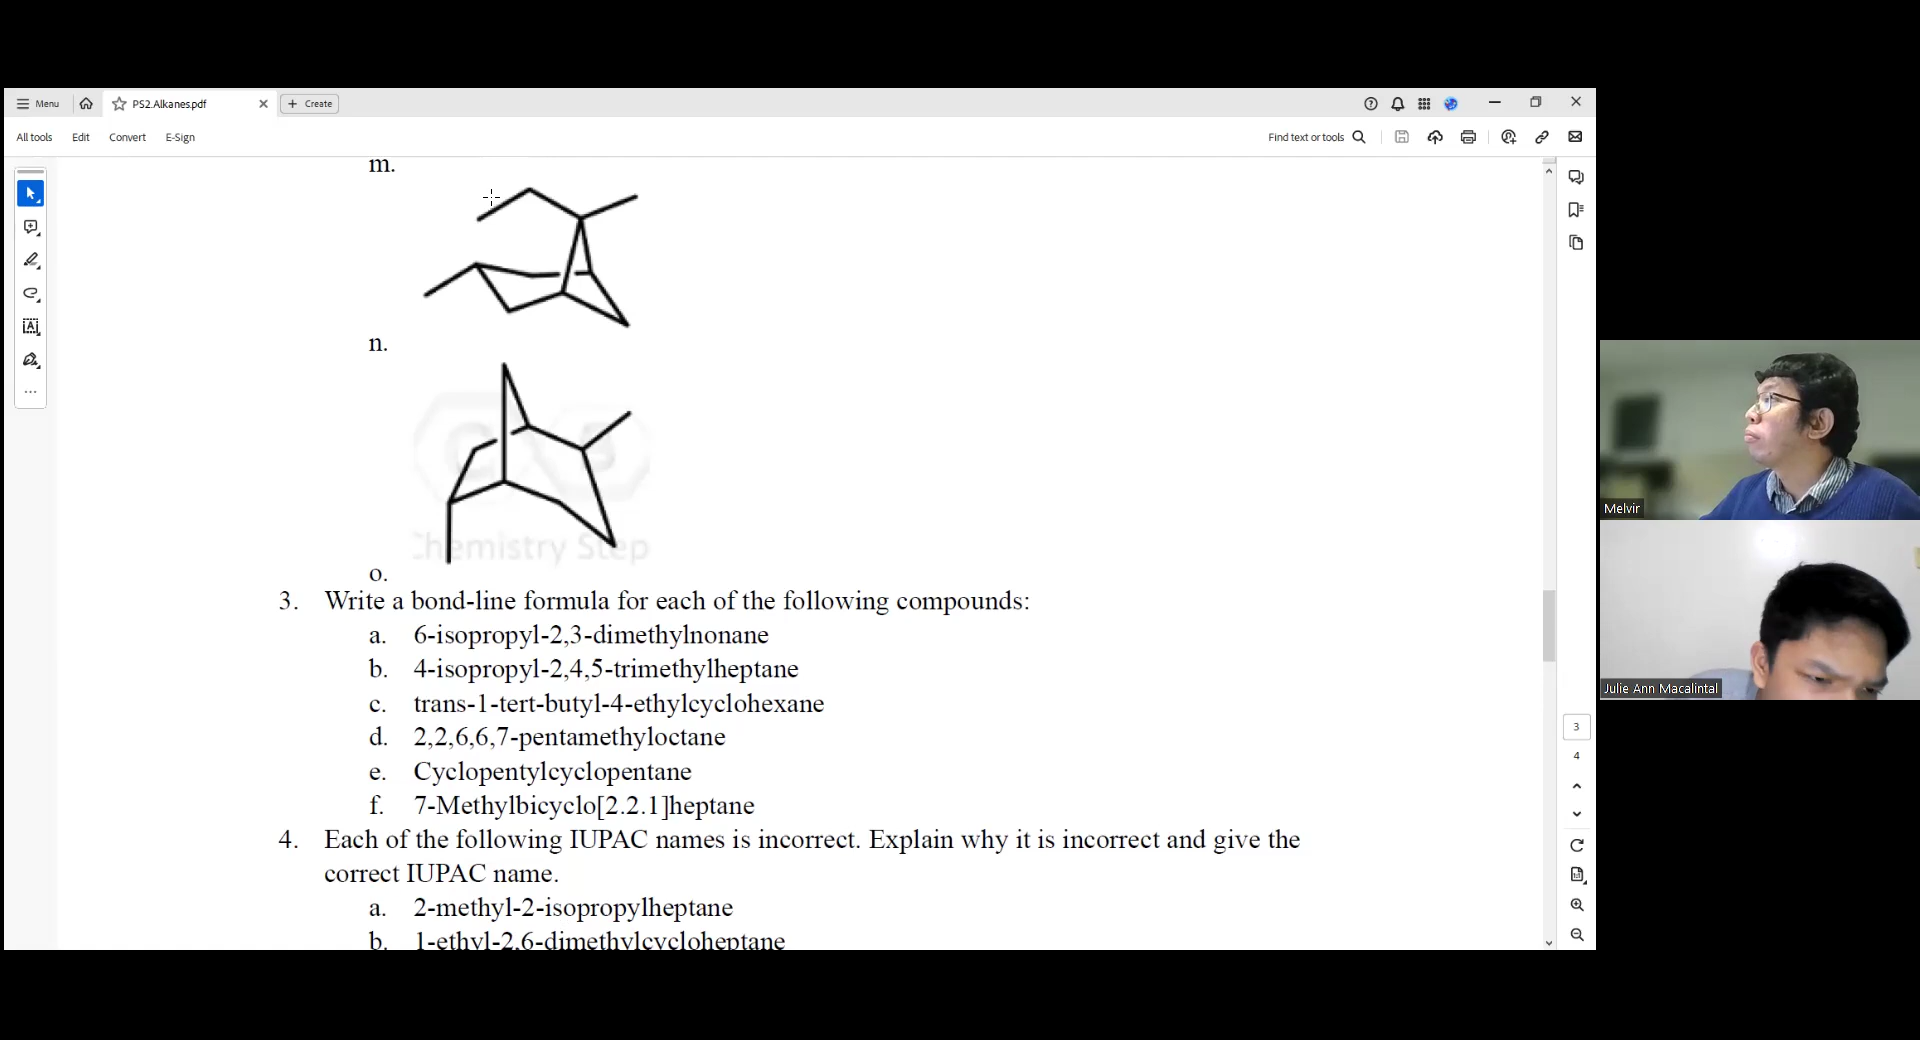 Menu
PS2.Alkanes.pdf
Create
All tools
Edit
Convert
E-Sign
Find text or tools
m.
n.
Chemistry Step
o.
3. Write a bond-line formula for each of the following compounds:
a. 6-isopropyl-2,3-dimethylnonane
b. 4-isopropyl-2,4,5-trimethylheptane
c. trans-1-tert-butyl-4-ethylcyclohexane
d. 2,2,6,6,7-pentamethyloctane
e. Cyclopentylcyclopentane
f. 7-Methylbicyclo[2.2.1]heptane
4. Each of the following IUPAC names is incorrect. Explain why it is incorrect and give the
correct IUPAC name.
a. 2-methyl-2-isopropylheptane
b. 1-ethyl-2,6-dimethylcycloheptane
3
4
Melvir
Julie Ann Macalintal